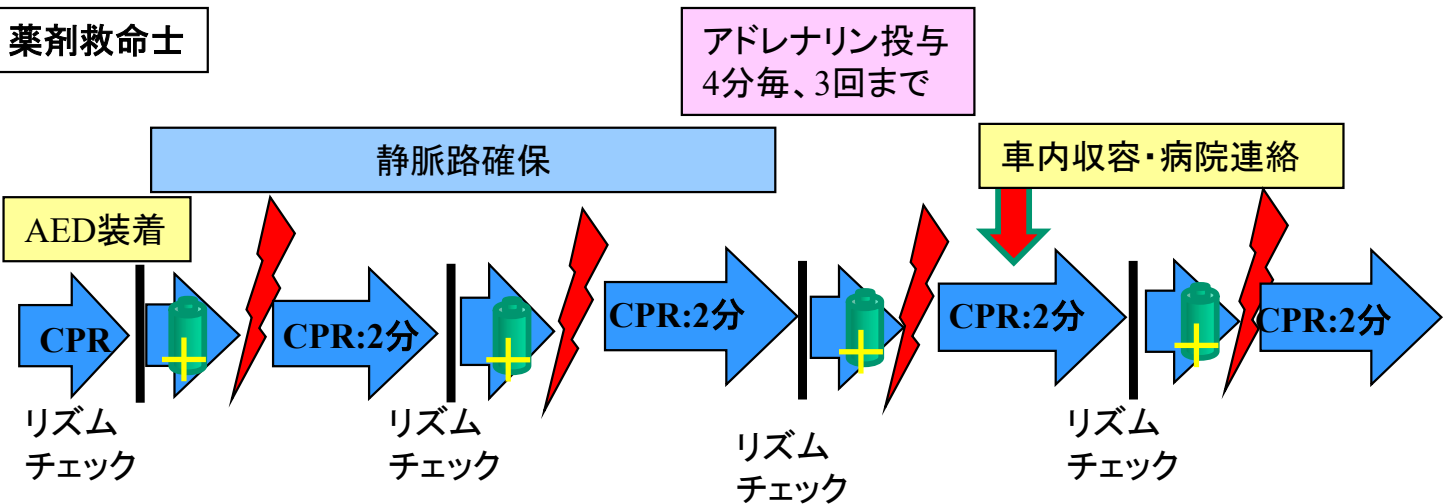 薬剤救命士
アドレナリン投与
4分毎、3回まで
静脈路確保
車内収容・病院連絡
AED装着
CPR
CPR:2分
CPR:2分
CPR:2分
CPR:2分
リズム
チェック
リズム
チェック
リズム
チェック
リズム
チェック